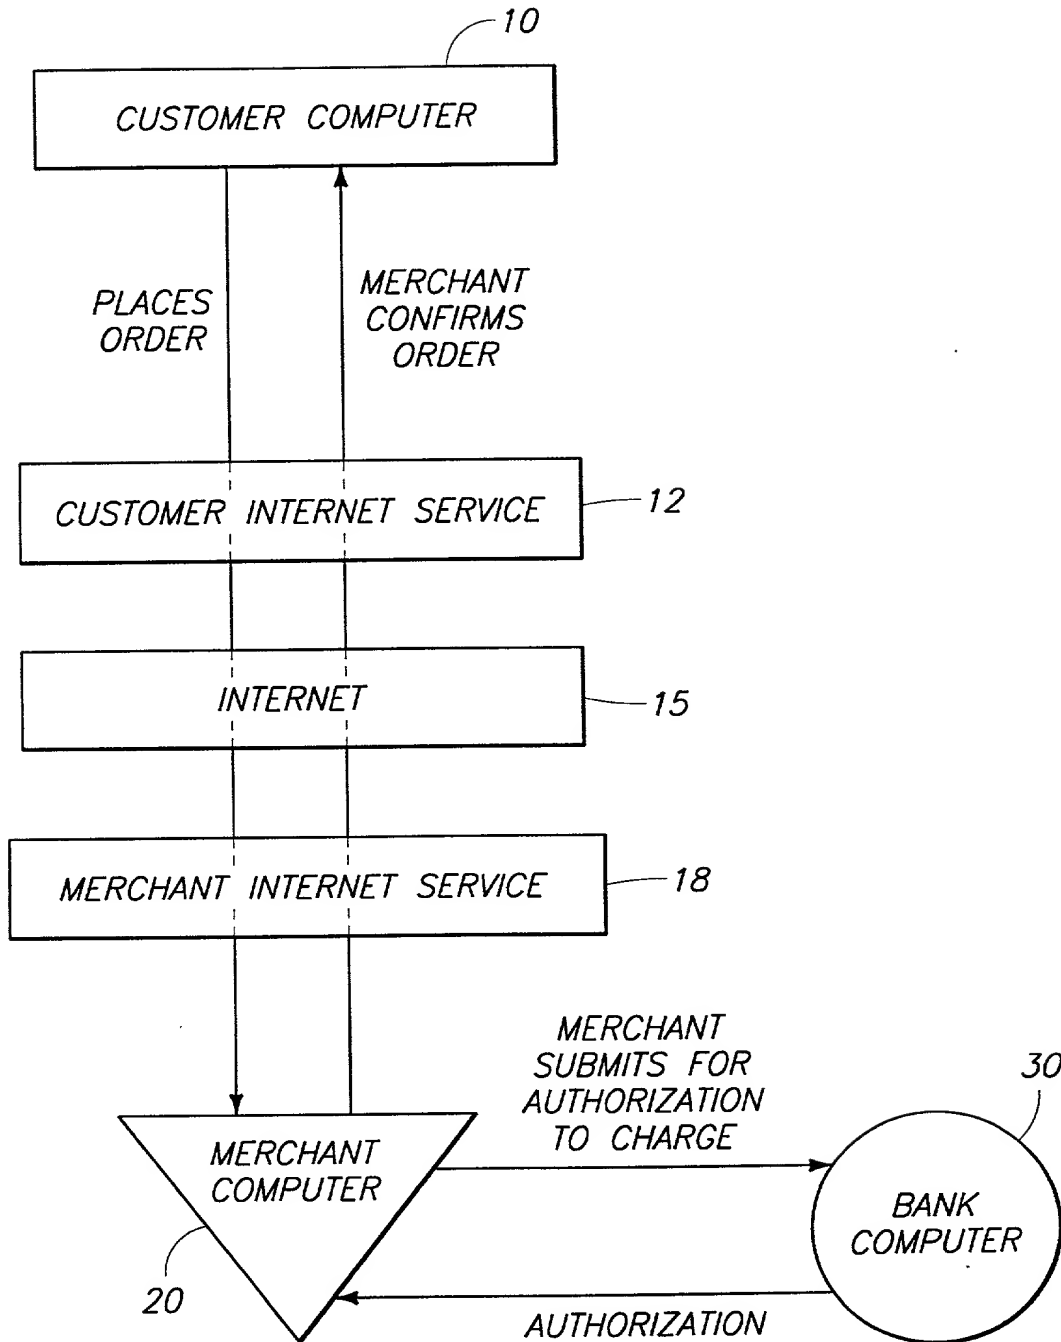 10
CUSTOMER COMPUTER
PLACES
ORDER
MERCHANT
CONFIRMS
ORDER
CUSTOMER INTERNET SERVICE
12
INTERNET
15
MERCHANT INTERNET SERVICE
18
MERCHANT
SUBMITS FOR
AUTHORIZATION
TO CHARGE
30
MERCHANT
COMPUTER
BANK
COMPUTER
20
AUTHORIZATION